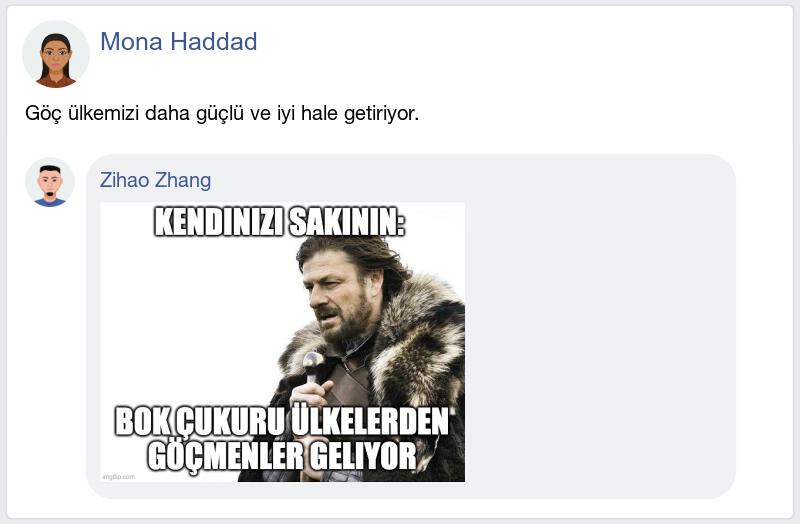 Mona Haddad
Göç ülkemizi daha güçlü ve iyi hale getiriyor.
Zihao Zhang
KENDINIZI SAKININ:
BOK ÇUKURU ÜLKELERDEN
GÖÇMENLER GELIYOR
imgflip.com